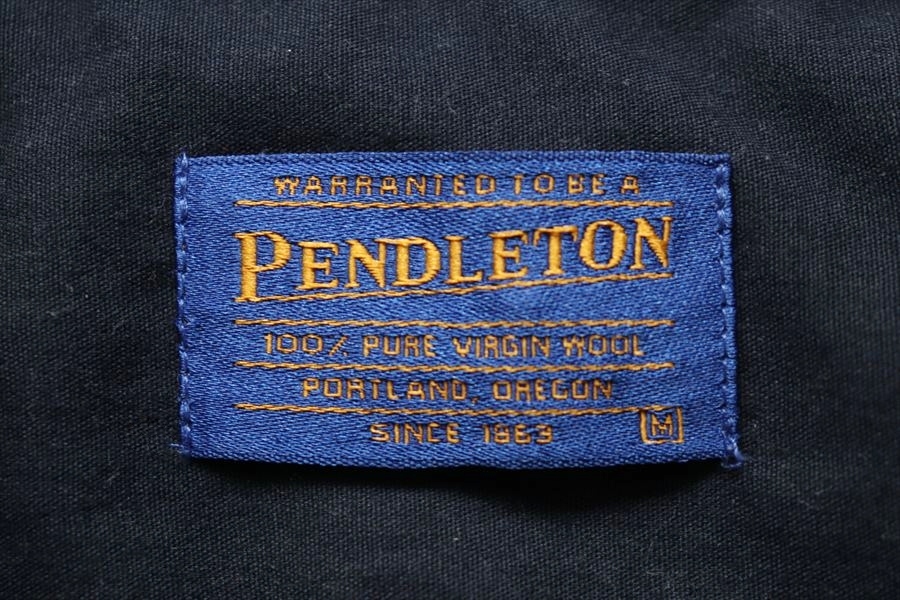 WARRANTED TO BE A
PENDLETON
100% PURE VIRGIN WOOL
PORTLAND, OREGON
SINCE 1863
M